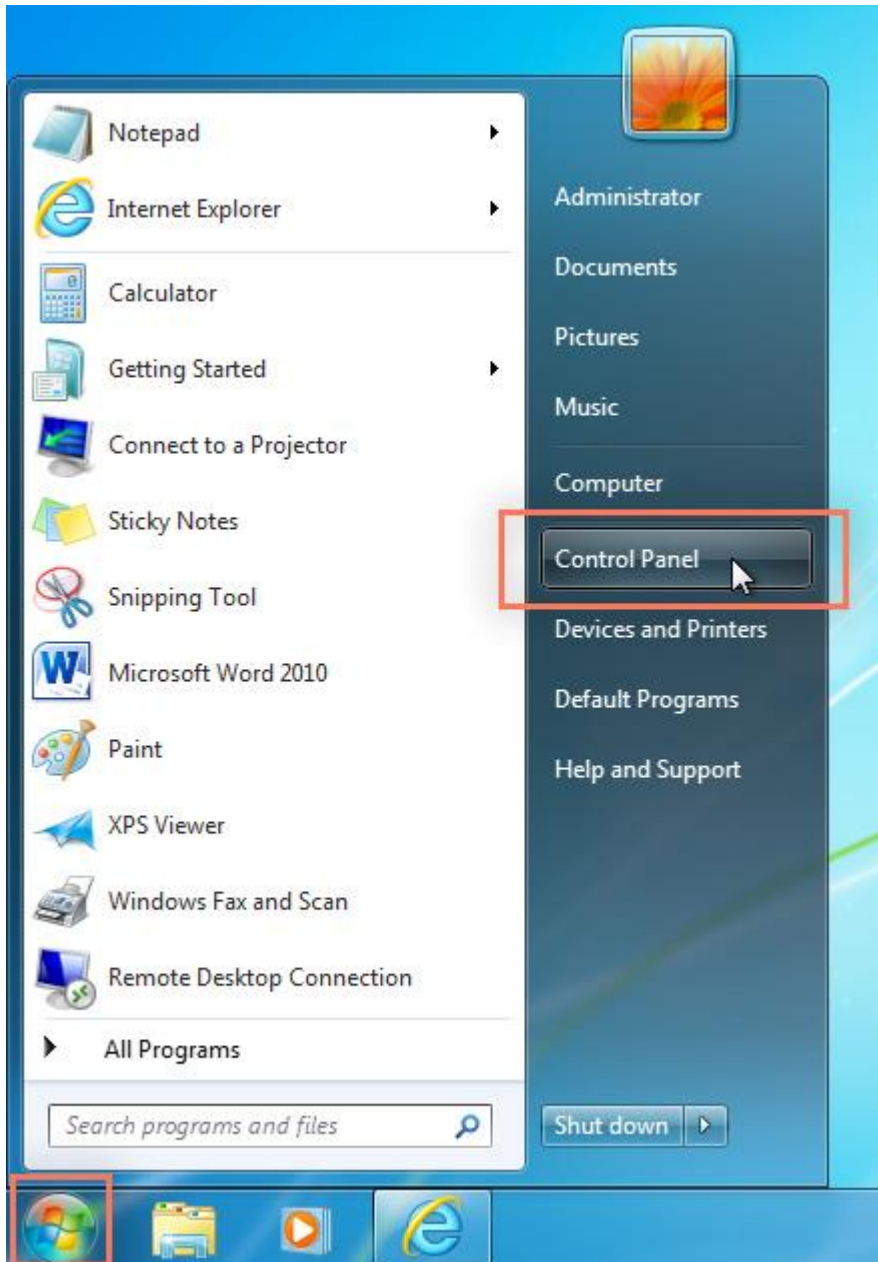 Notepad
Internet Explorer
Calculator
Getting Started
Connect to a Projector
Sticky Notes
Snipping Tool
Microsoft Word 2010
Paint
XPS Viewer
Windows Fax and Scan
Remote Desktop Connection
All Programs
Search programs and files
Administrator
Documents
Pictures
Music
Computer
Control Panel
Devices and Printers
Default Programs
Help and Support
Shut down